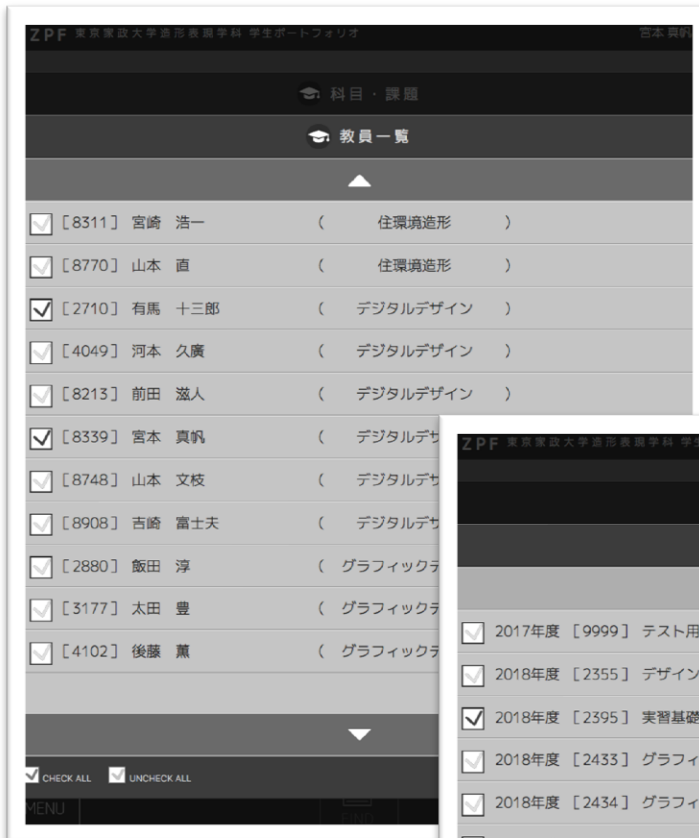 ZPF 東京家政大学造形表現学科 学生ポートフォリオ 宮本 真帆
科目・課題
教員一覧
[8311] 宮崎 浩一 ( 住環境造形 )
[8770] 山本 直 ( 住環境造形 )
[2710] 有馬 十三郎 ( デジタルデザイン )
[4049] 河本 久廣 ( デジタルデザイン )
[8213] 前田 滋人 ( デジタルデザイン )
[8339] 宮本 真帆 ( デジタルデサ
[8748] 山本 文枝 ( デジタルデサ
[8908] 吉崎 富士夫 ( デジタルデサ
[2880] 飯田 淳 ( グラフィックデ
[3177] 太田 豊 ( グラフィックデ
[4102] 後藤 薫 ( グラフィックデ
CHECK ALL UNCHECK ALL
MENU FIND
ZPF 東京家政大学造形表現学科 学生
2017年度 [9999] テスト用
2018年度 [2355] デザイン
2018年度 [2395] 実習基礎
2018年度 [2433] グラフィ
2018年度 [2434] グラフィ